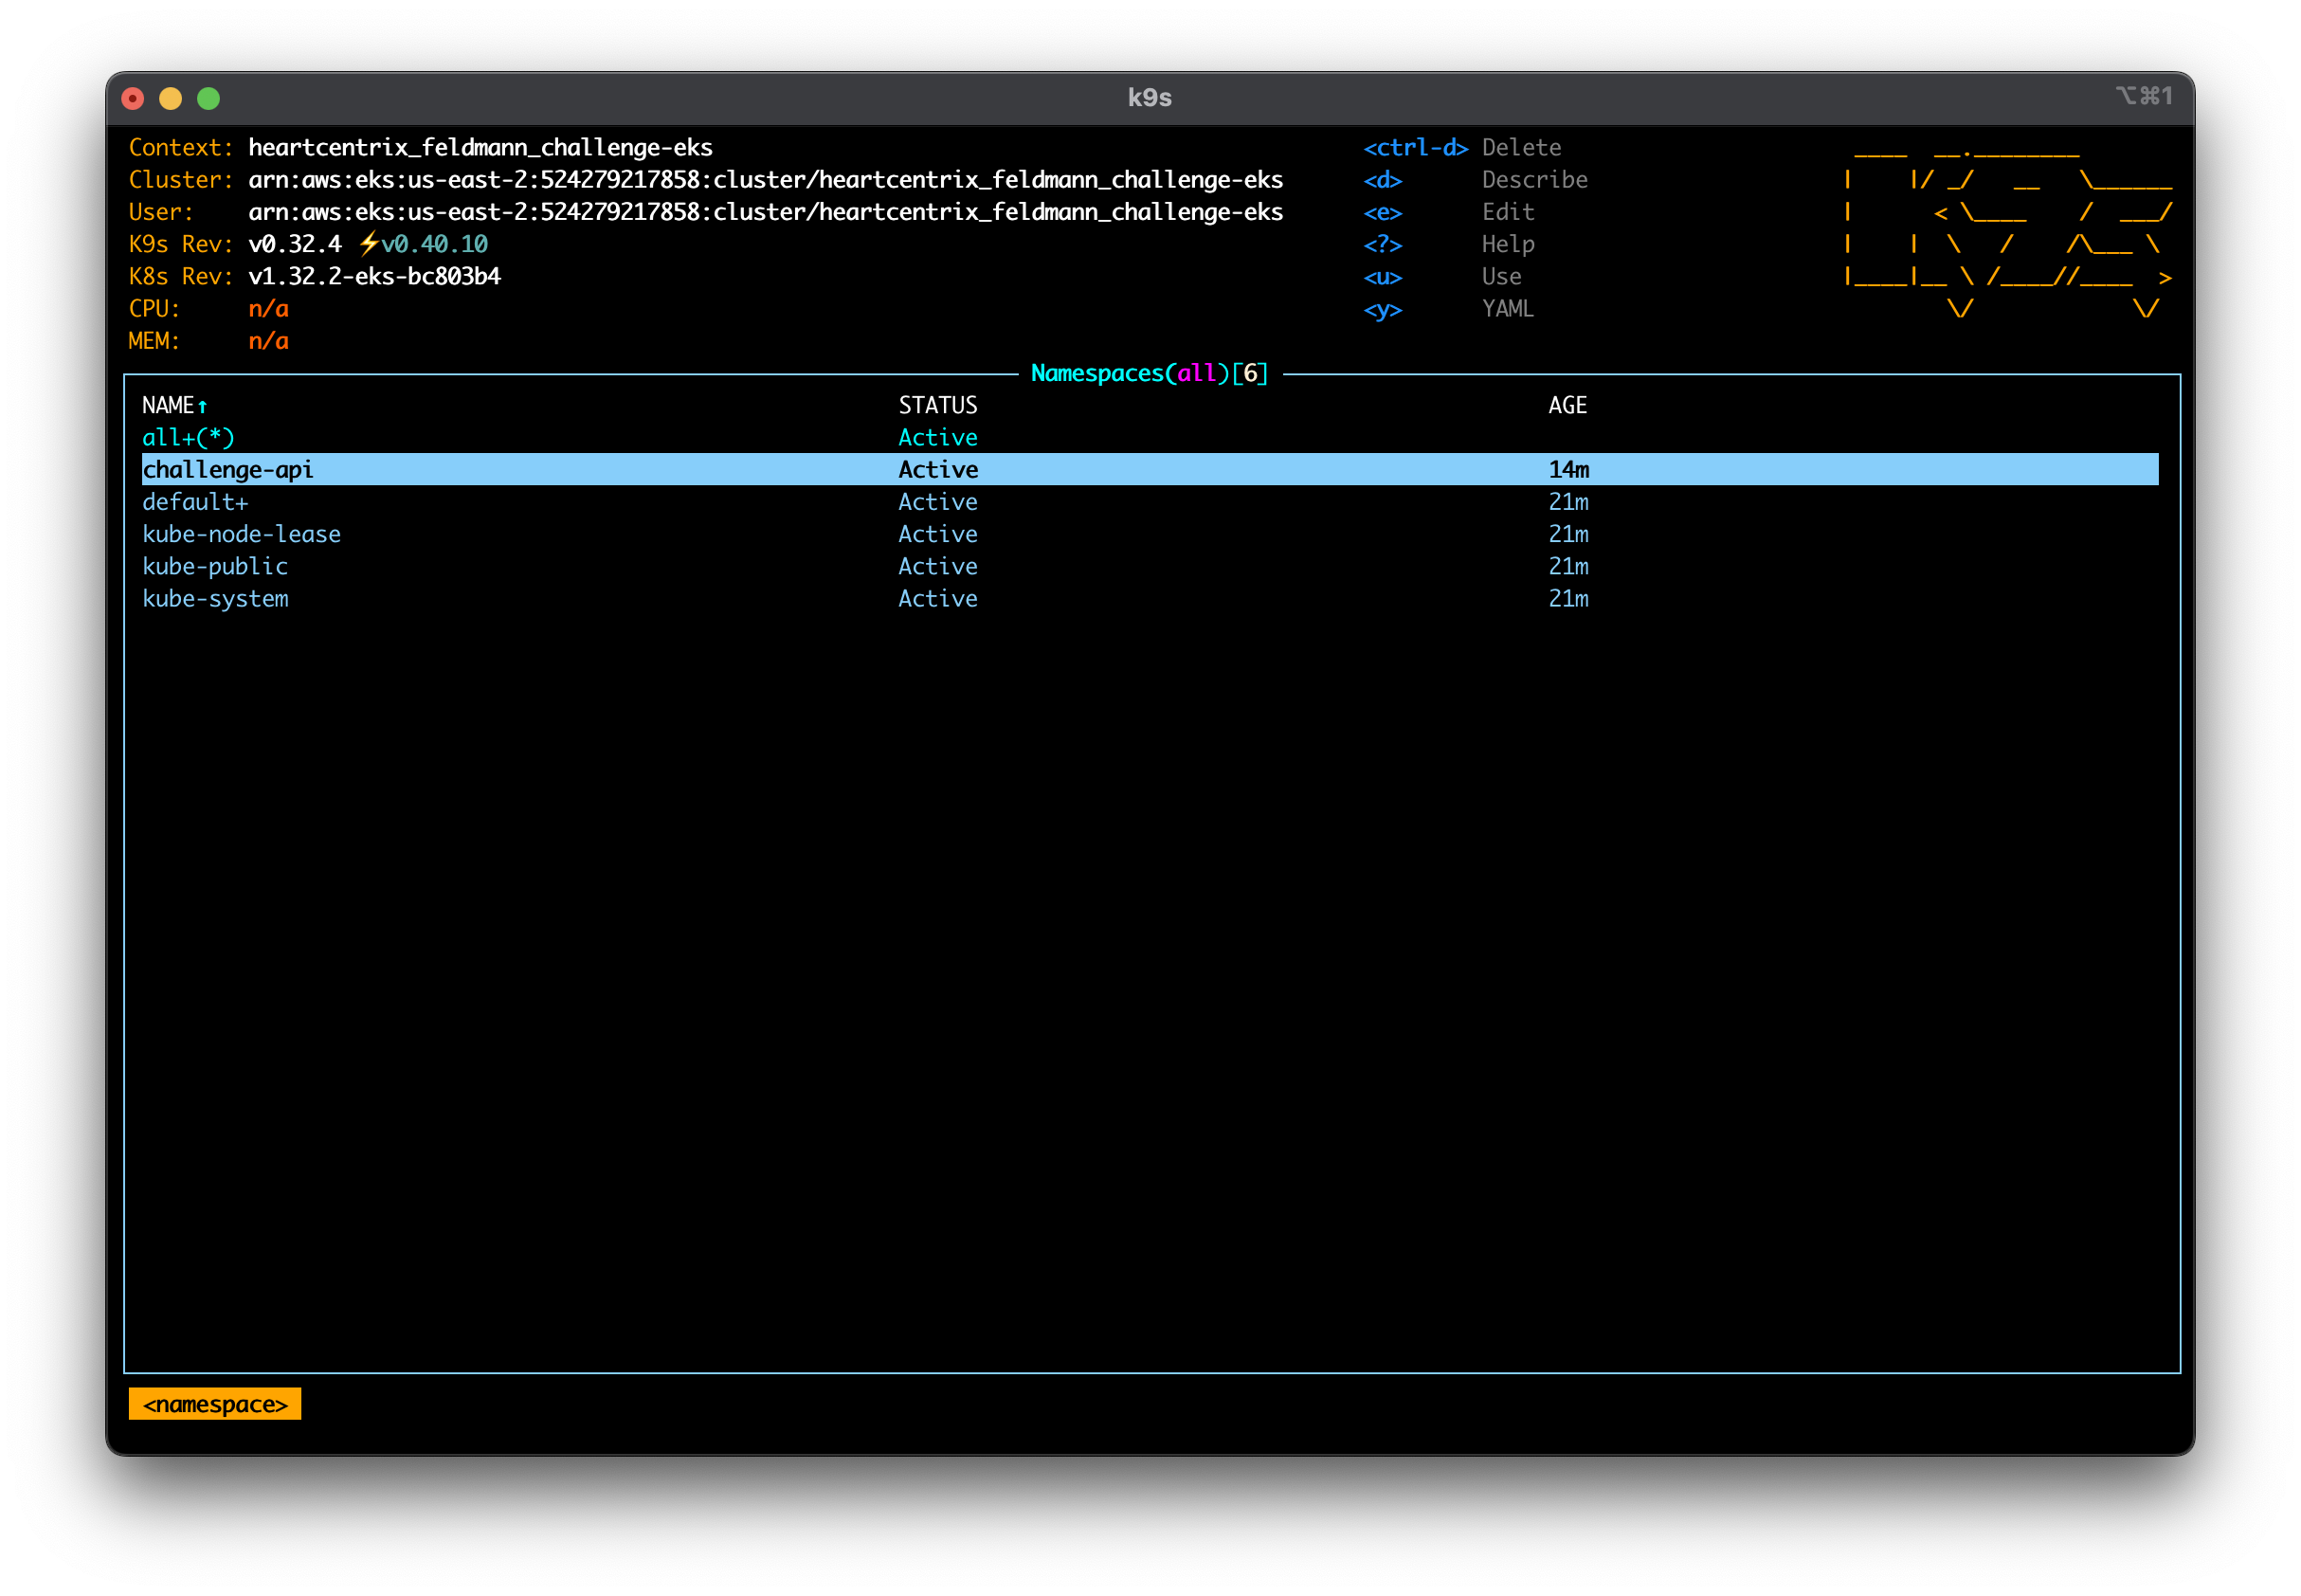 k9s ⌥⌘1
Context: heartcentrix_feldmann_challenge-eks <ctrl-d> Delete
Cluster: arn:aws:eks:us-east-2:524279217858:cluster/heartcentrix_feldmann_challenge-eks <d> Describe
User: arn:aws:eks:us-east-2:524279217858:cluster/heartcentrix_feldmann_challenge-eks <e> Edit
K9s Rev: v0.32.4 ⚡v0.40.10 <?> Help
K8s Rev: v1.32.2-eks-bc803b4 <u> Use
CPU: n/a <y> YAML
MEM: n/a
Namespaces(all)[6]
NAME↑ STATUS AGE
all+(*) Active
challenge-api Active 14m
default+ Active 21m
kube-node-lease Active 21m
kube-public Active 21m
kube-system Active 21m
<namespace>